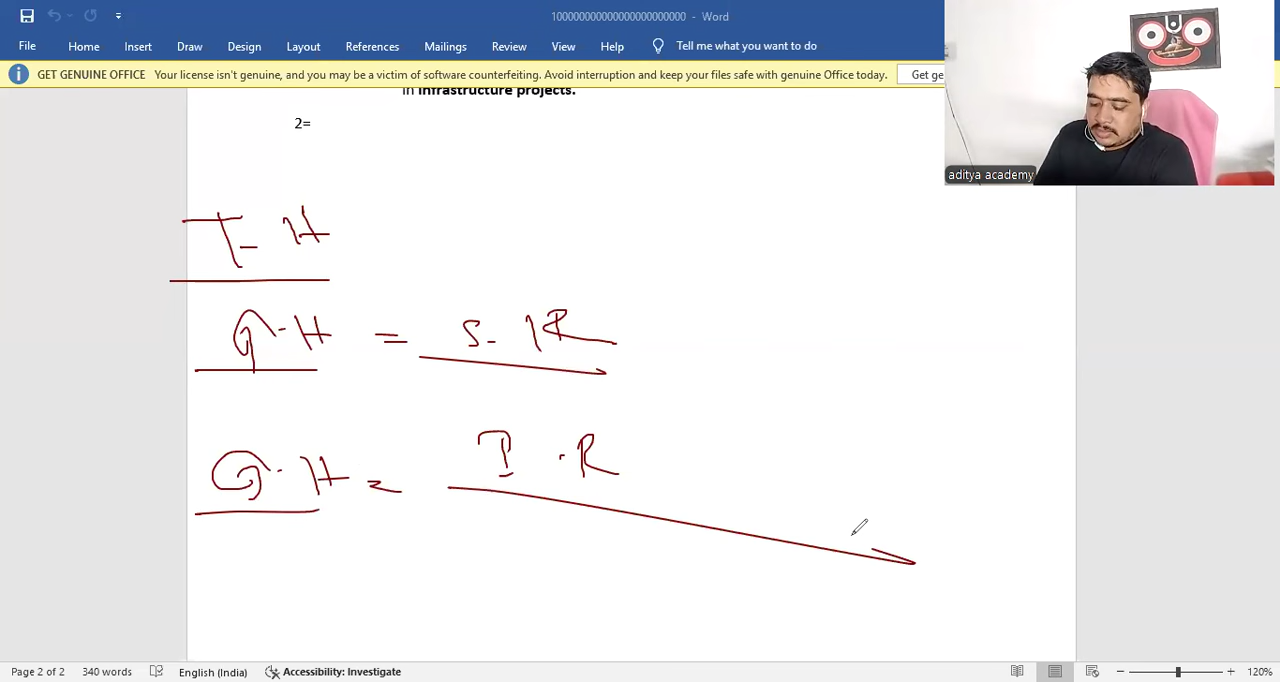 10000000000000000000000 - Word
File Home Insert Draw Design Layout References Mailings Review View Help Tell me what you want to do
GET GENUINE OFFICE Your license isn't genuine, and you may be a victim of software counterfeiting. Avoid interruption and keep your files safe with genuine Office today. Get ge
in infrastructure projects.
2=
aditya academy
T- H
G·H = S- R
G·H = I ·R
Page 2 of 2 340 words English (India) Accessibility: Investigate 120%